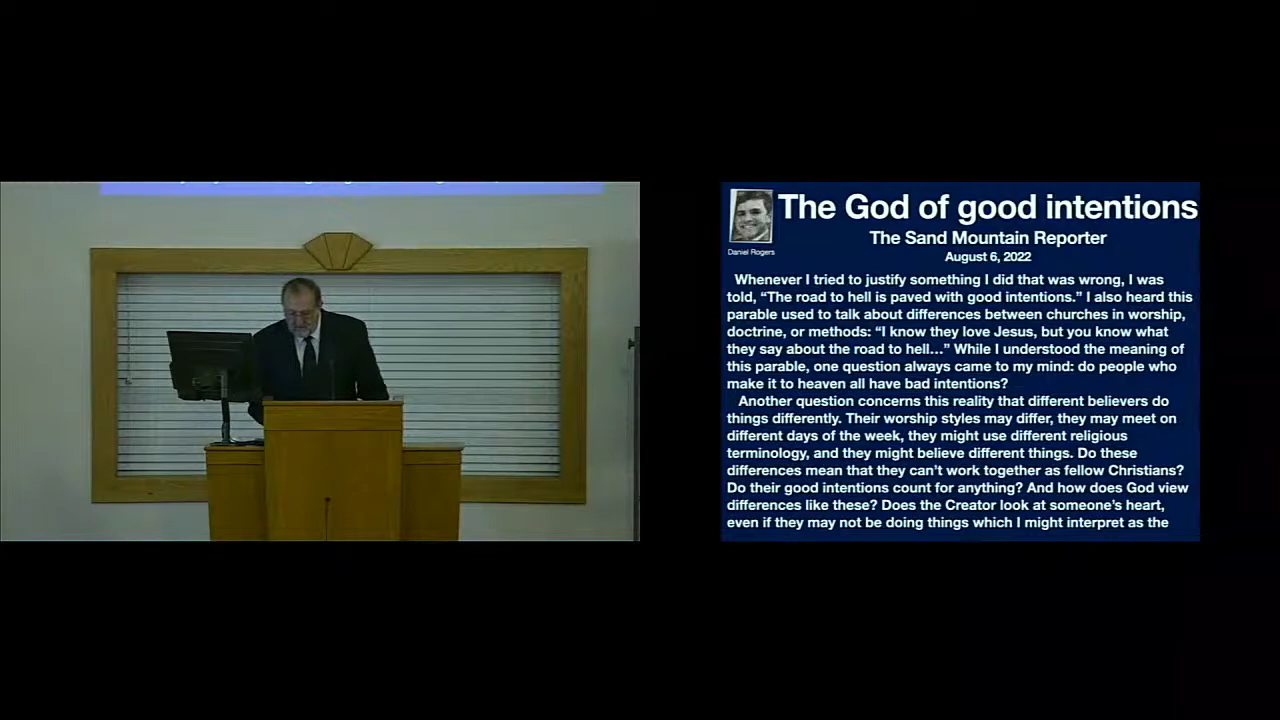 The God of good intentions
Daniel Rogers
The Sand Mountain Reporter
August 6, 2022
Whenever I tried to justify something I did that was wrong, I was
told, “The road to hell is paved with good intentions.” I also heard this
parable used to talk about differences between churches in worship,
doctrine, or methods: “I know they love Jesus, but you know what
they say about the road to hell…” While I understood the meaning of
this parable, one question always came to my mind: do people who
make it to heaven all have bad intentions?
Another question concerns this reality that different believers do
things differently. Their worship styles may differ, they may meet on
different days of the week, they might use different religious
terminology, and they might believe different things. Do these
differences mean that they can’t work together as fellow Christians?
Do their good intentions count for anything? And how does God view
differences like these? Does the Creator look at someone’s heart,
even if they may not be doing things which I might interpret as the